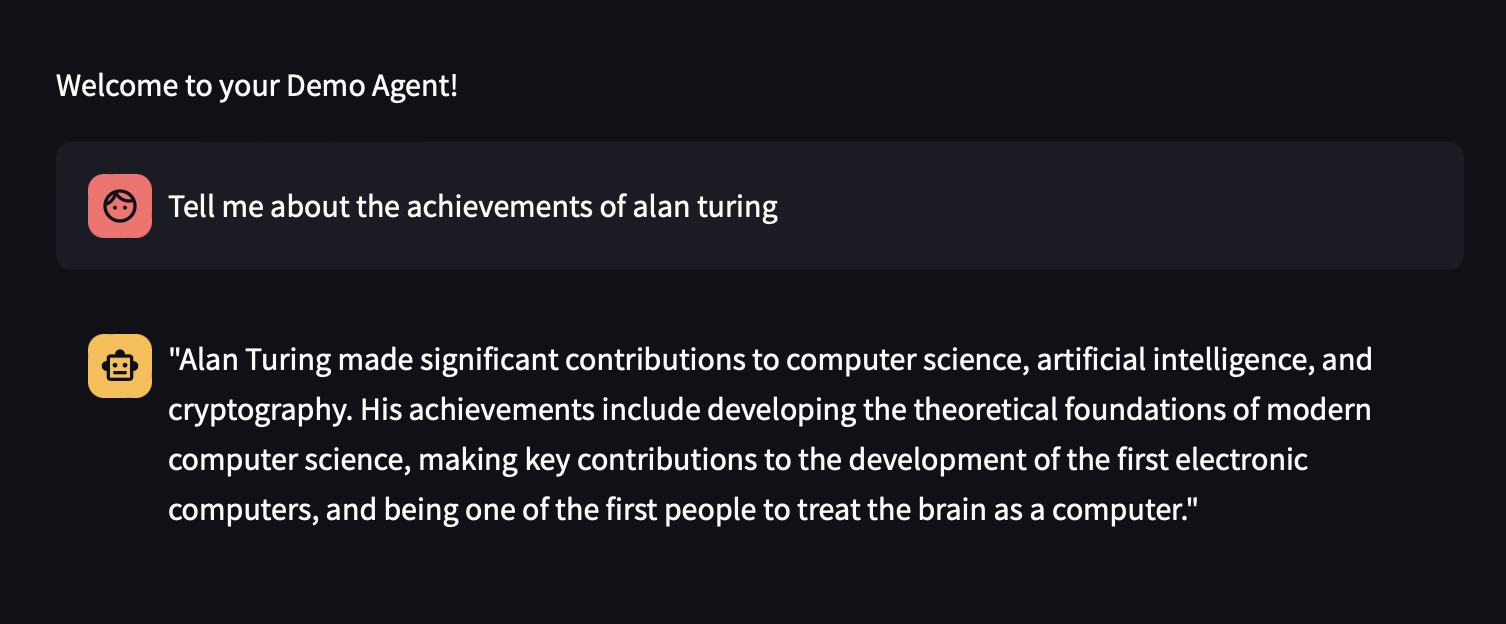 Welcome to your Demo Agent!
Tell me about the achievements of alan turing
"Alan Turing made significant contributions to computer science, artificial intelligence, and
cryptography. His achievements include developing the theoretical foundations of modern
computer science, making key contributions to the development of the first electronic
computers, and being one of the first people to treat the brain as a computer."